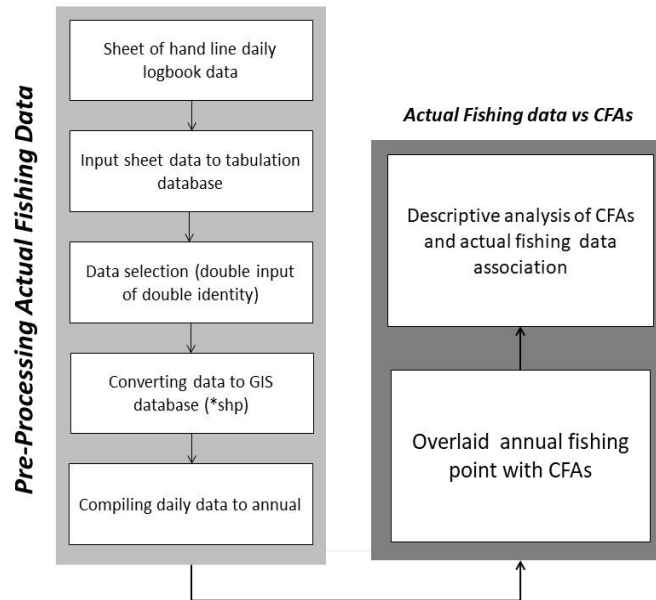 Pre-Processing Actual Fishing Data
Sheet of hand line daily
logbook data
Input sheet data to tabulation
database
Data selection (double input
of double identity)
Converting data to GIS
database (*shp)
Compiling daily data to annual
Actual Fishing data vs CFAs
Descriptive analysis of CFAs
and actual fishing data
association
Overlaid annual fishing
point with CFAs